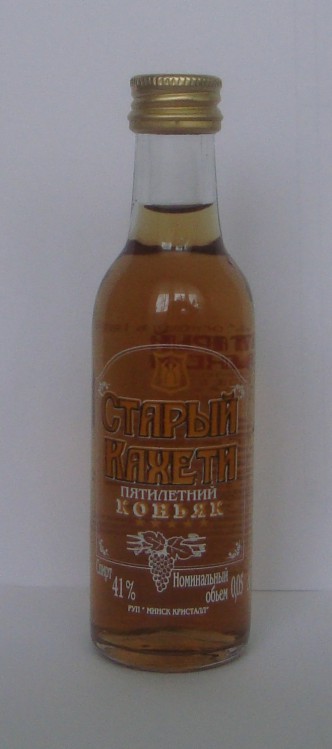 СТАРЫЙ
КАХЕТИ
ПЯТИЛЕТНИЙ
КОНЬЯК
Спирт 41 % Номинальный объем 0,05
РУП "МИНСК КРИСТАЛЛ"